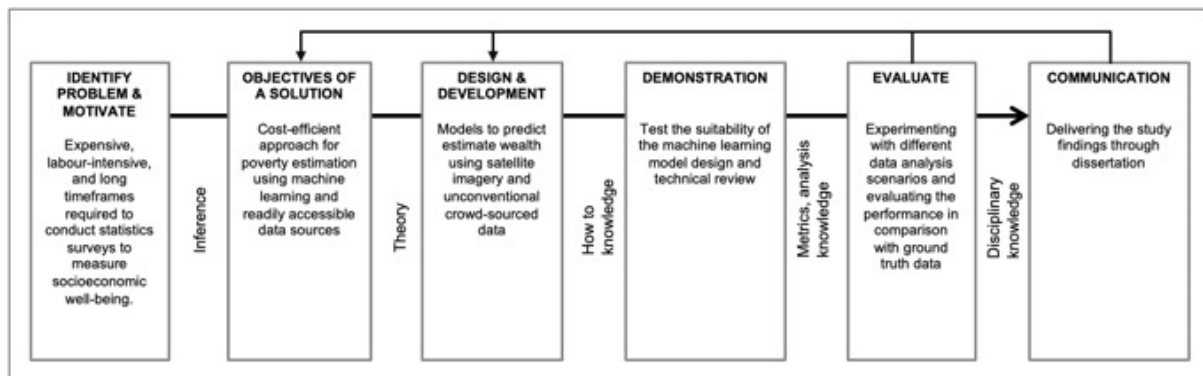 IDENTIFY
PROBLEM &
MOTIVATE
Expensive,
labour-intensive,
and long
timeframes
required to
conduct statistics
surveys to
measure
socioeconomic
well-being.
Inference
OBJECTIVES OF
A SOLUTION
Cost-efficient
approach for
poverty estimation
using machine
learning and
readily accessible
data sources
Theory
DESIGN &
DEVELOPMENT
Models to predict
estimate wealth
using satellite
imagery and
unconventional
crowd-sourced
data
How to
knowledge
DEMONSTRATION
Test the suitability of
the machine learning
model design and
technical review
Metrics, analysis
knowledge
EVALUATE
Experimenting
with different
data analysis
scenarios and
evaluating the
performance in
comparison
with ground
truth data
Disciplinary
knowledge
COMMUNICATION
Delivering the study
findings through
dissertation